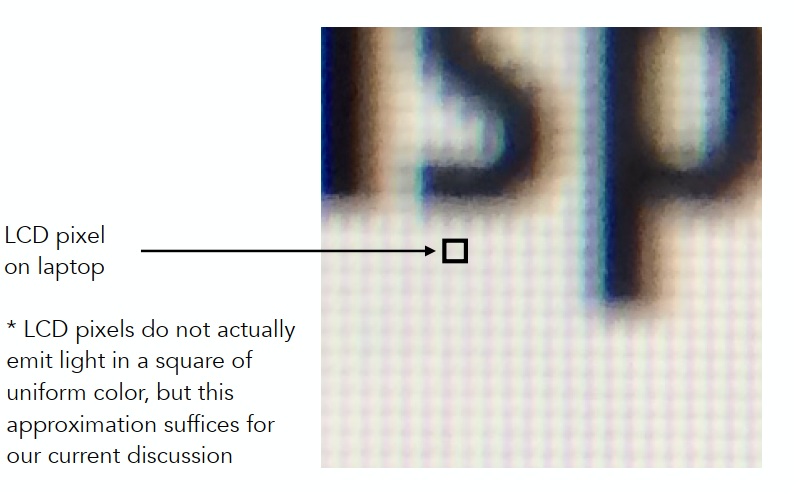 isp
LCD pixel
on laptop
* LCD pixels do not actually
emit light in a square of
uniform color, but this
approximation suffices for
our current discussion